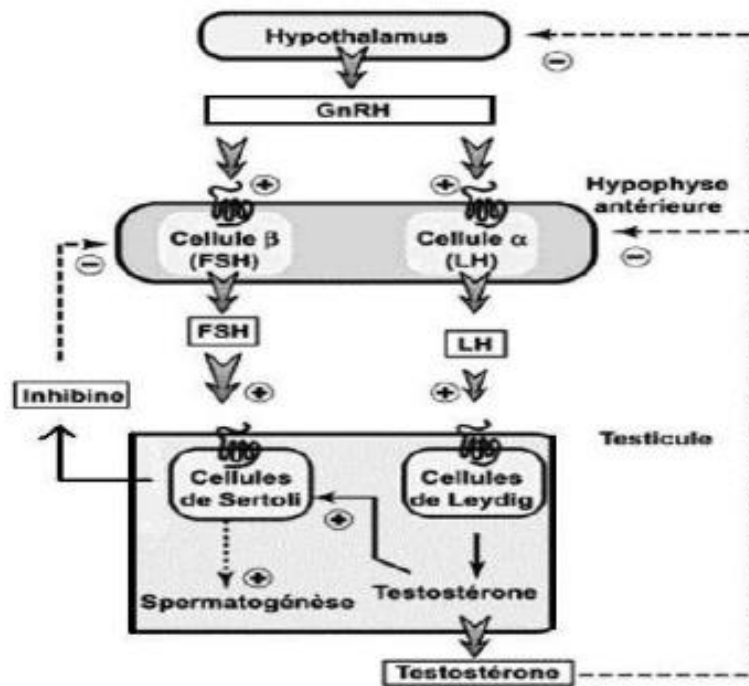 Hypothalamus
GnRH
Hypophyse
antérieure
Cellule β
(FSH)
Cellule α
(LH)
FSH
LH
Inhibine
Testicule
Cellules
de Sertoli
Cellules
de Leydig
Spermatogénèse
Testostérone
Testostérone